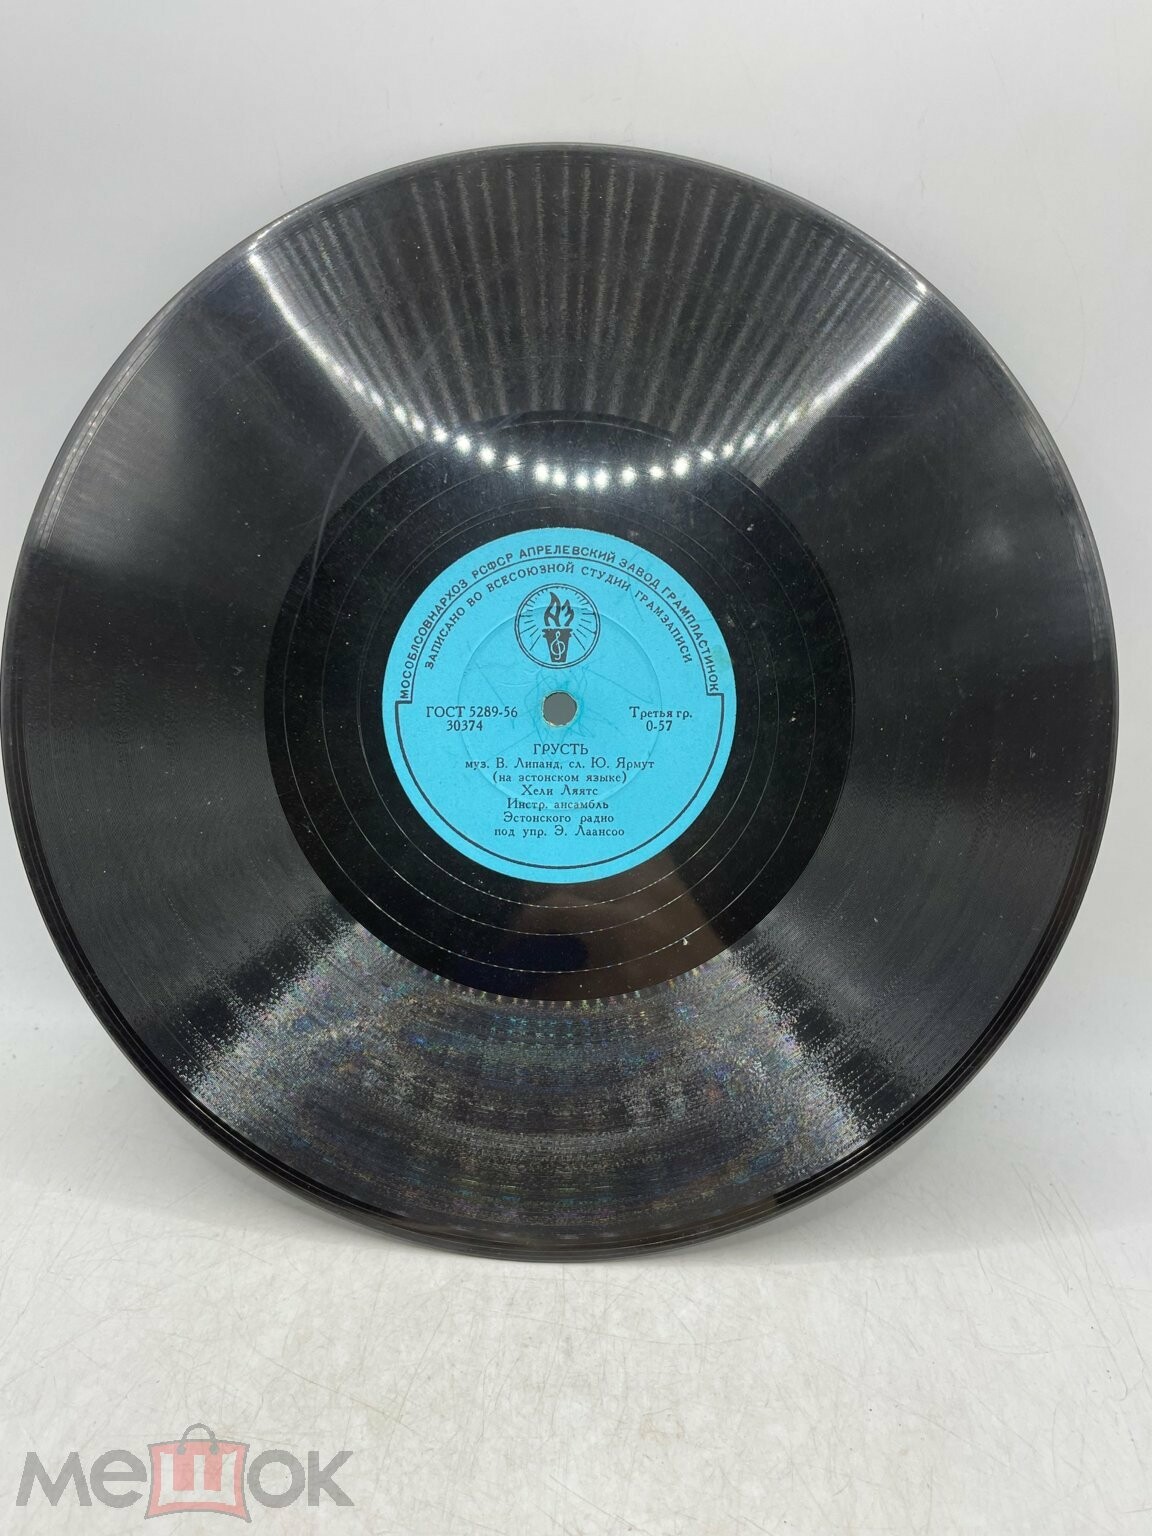 МОСОБЛСОВНАРХОЗ РСФСР АПРЕЛЕВСКИЙ ЗАВОД ГРАМПЛАСТИНОК
ЗАПИСАНО ВО ВСЕСОЮЗНОЙ СТУДИИ ГРАМЗАПИСИ
АЗ
ГОСТ 5289-56 Третья гр.
30374 0-57
ГРУСТЬ
муз. В. Липанд, сл. Ю. Ярмут
(на эстонском языке)
Хели Ляятс
Инстр. ансамбль
Эстонского радио
под упр. Э. Лаансоо
мешок